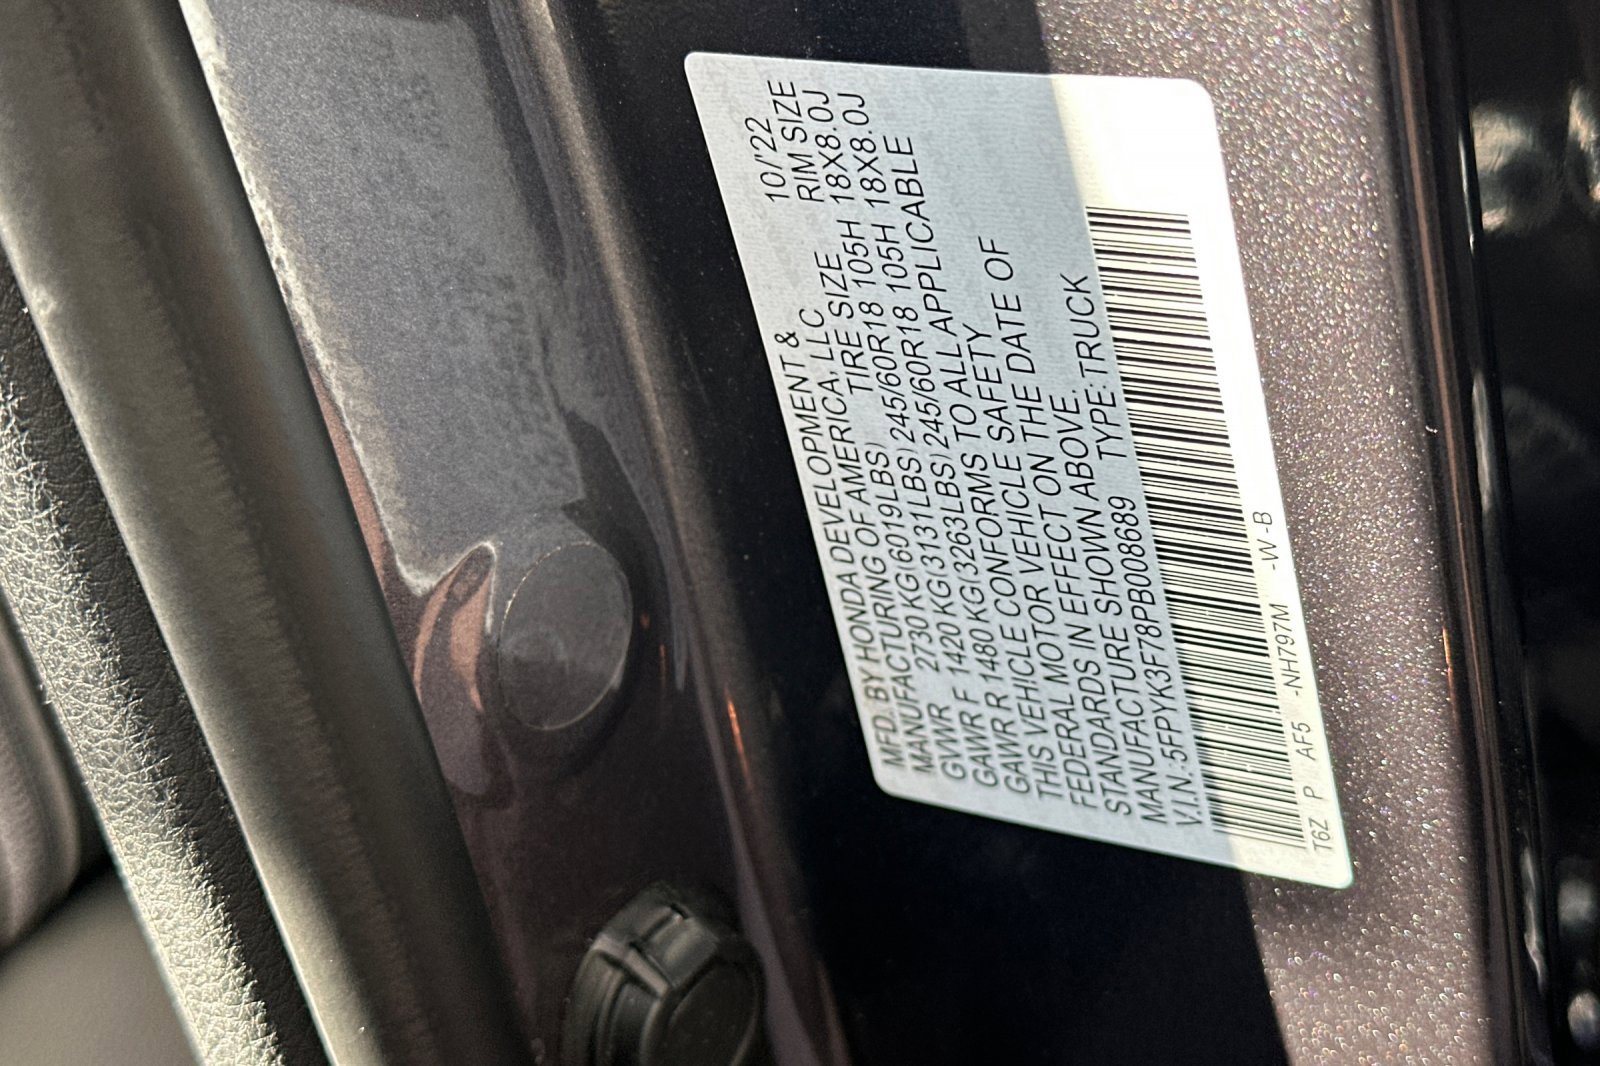 MFD. BY HONDA DEVELOPMENT & 10/'22
MANUFACTURING OF AMERICA, LLC RIM SIZE
TIRE SIZE
GVWR 2730 KG(6019LBS)
GAWR F 1420 KG(3131LBS) 245/60R18 105H 18X8.0J
GAWR R 1480 KG(3263LBS) 245/60R18 105H 18X8.0J
THIS VEHICLE CONFORMS TO ALL APPLICABLE
FEDERAL MOTOR VEHICLE SAFETY
STANDARDS IN EFFECT ON THE DATE OF
MANUFACTURE SHOWN ABOVE.
V.I.N.:5FPYK3F78PB008689 TYPE:TRUCK
T6Z P AF5 -NH797M -W -B